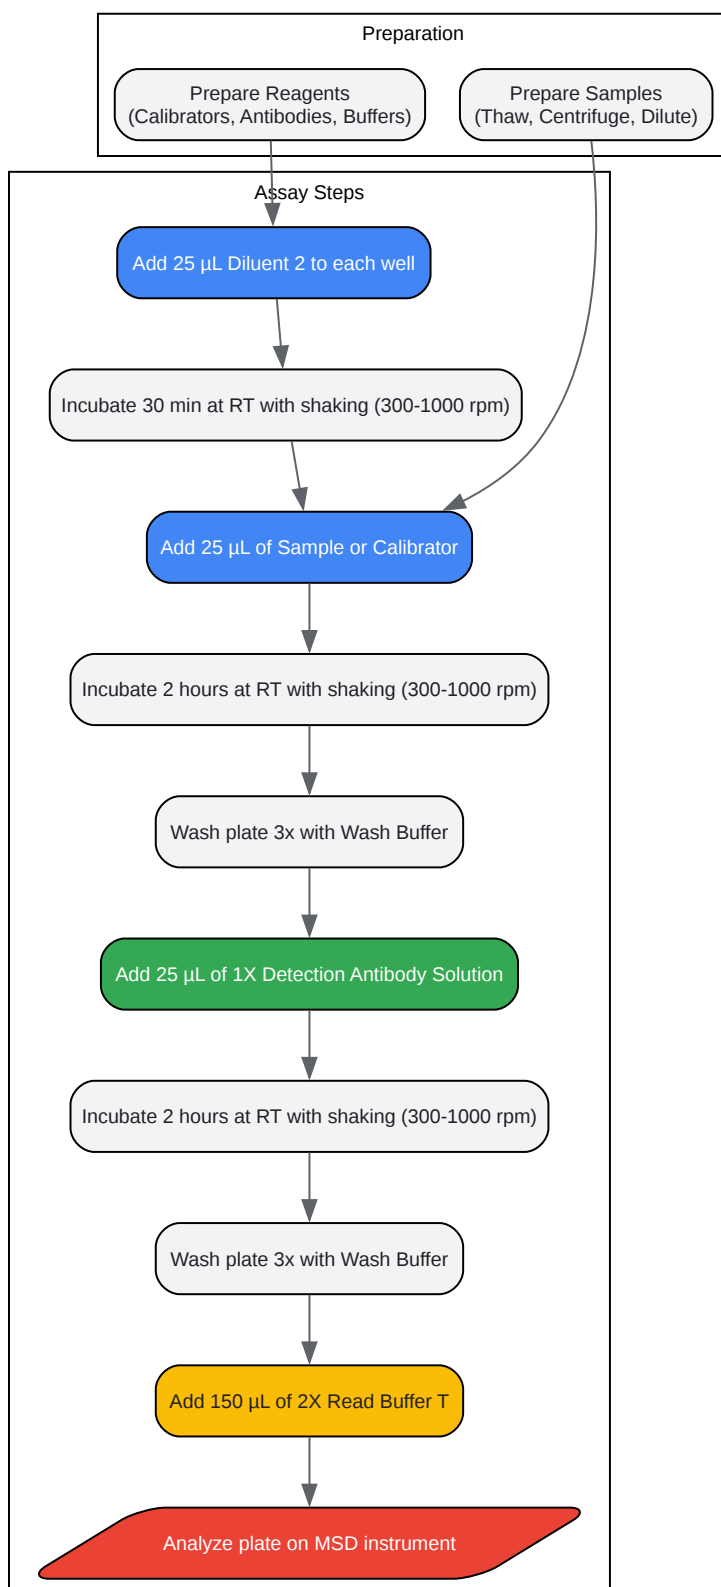 Preparation
Prepare Reagents
(Calibrators, Antibodies, Buffers)
Prepare Samples
(Thaw, Centrifuge, Dilute)
Assay Steps
Add 25 µL Diluent 2 to each well
Incubate 30 min at RT with shaking (300-1000 rpm)
Add 25 µL of Sample or Calibrator
Incubate 2 hours at RT with shaking (300-1000 rpm)
Wash plate 3x with Wash Buffer
Add 25 µL of 1X Detection Antibody Solution
Incubate 2 hours at RT with shaking (300-1000 rpm)
Wash plate 3x with Wash Buffer
Add 150 µL of 2X Read Buffer T
Analyze plate on MSD instrument